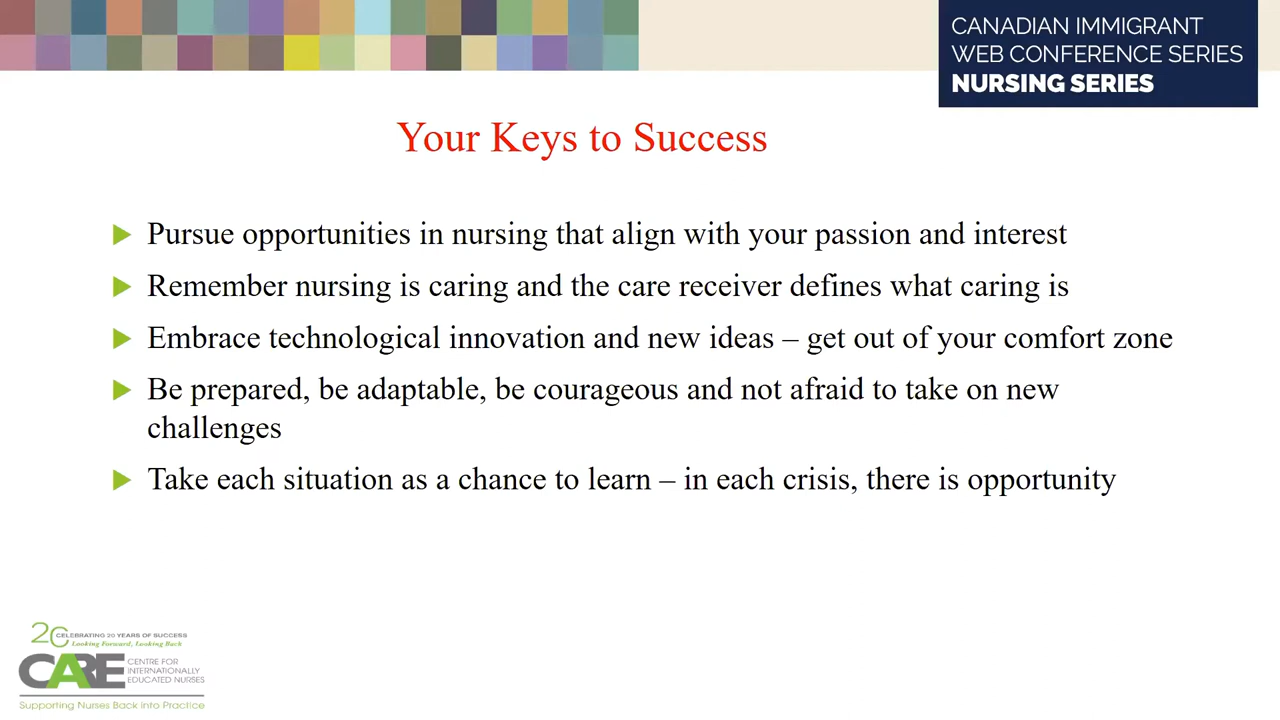 CANADIAN IMMIGRANT
WEB CONFERENCE SERIES
NURSING SERIES
Your Keys to Success
Pursue opportunities in nursing that align with your passion and interest
Remember nursing is caring and the care receiver defines what caring is
Embrace technological innovation and new ideas – get out of your comfort zone
Be prepared, be adaptable, be courageous and not afraid to take on new
challenges
Take each situation as a chance to learn – in each crisis, there is opportunity
20 CELEBRATING 20 YEARS OF SUCCESS
Looking Forward, Looking Back
CARE
CENTRE FOR
INTERNATIONALLY
EDUCATED NURSES
Supporting Nurses Back into Practice